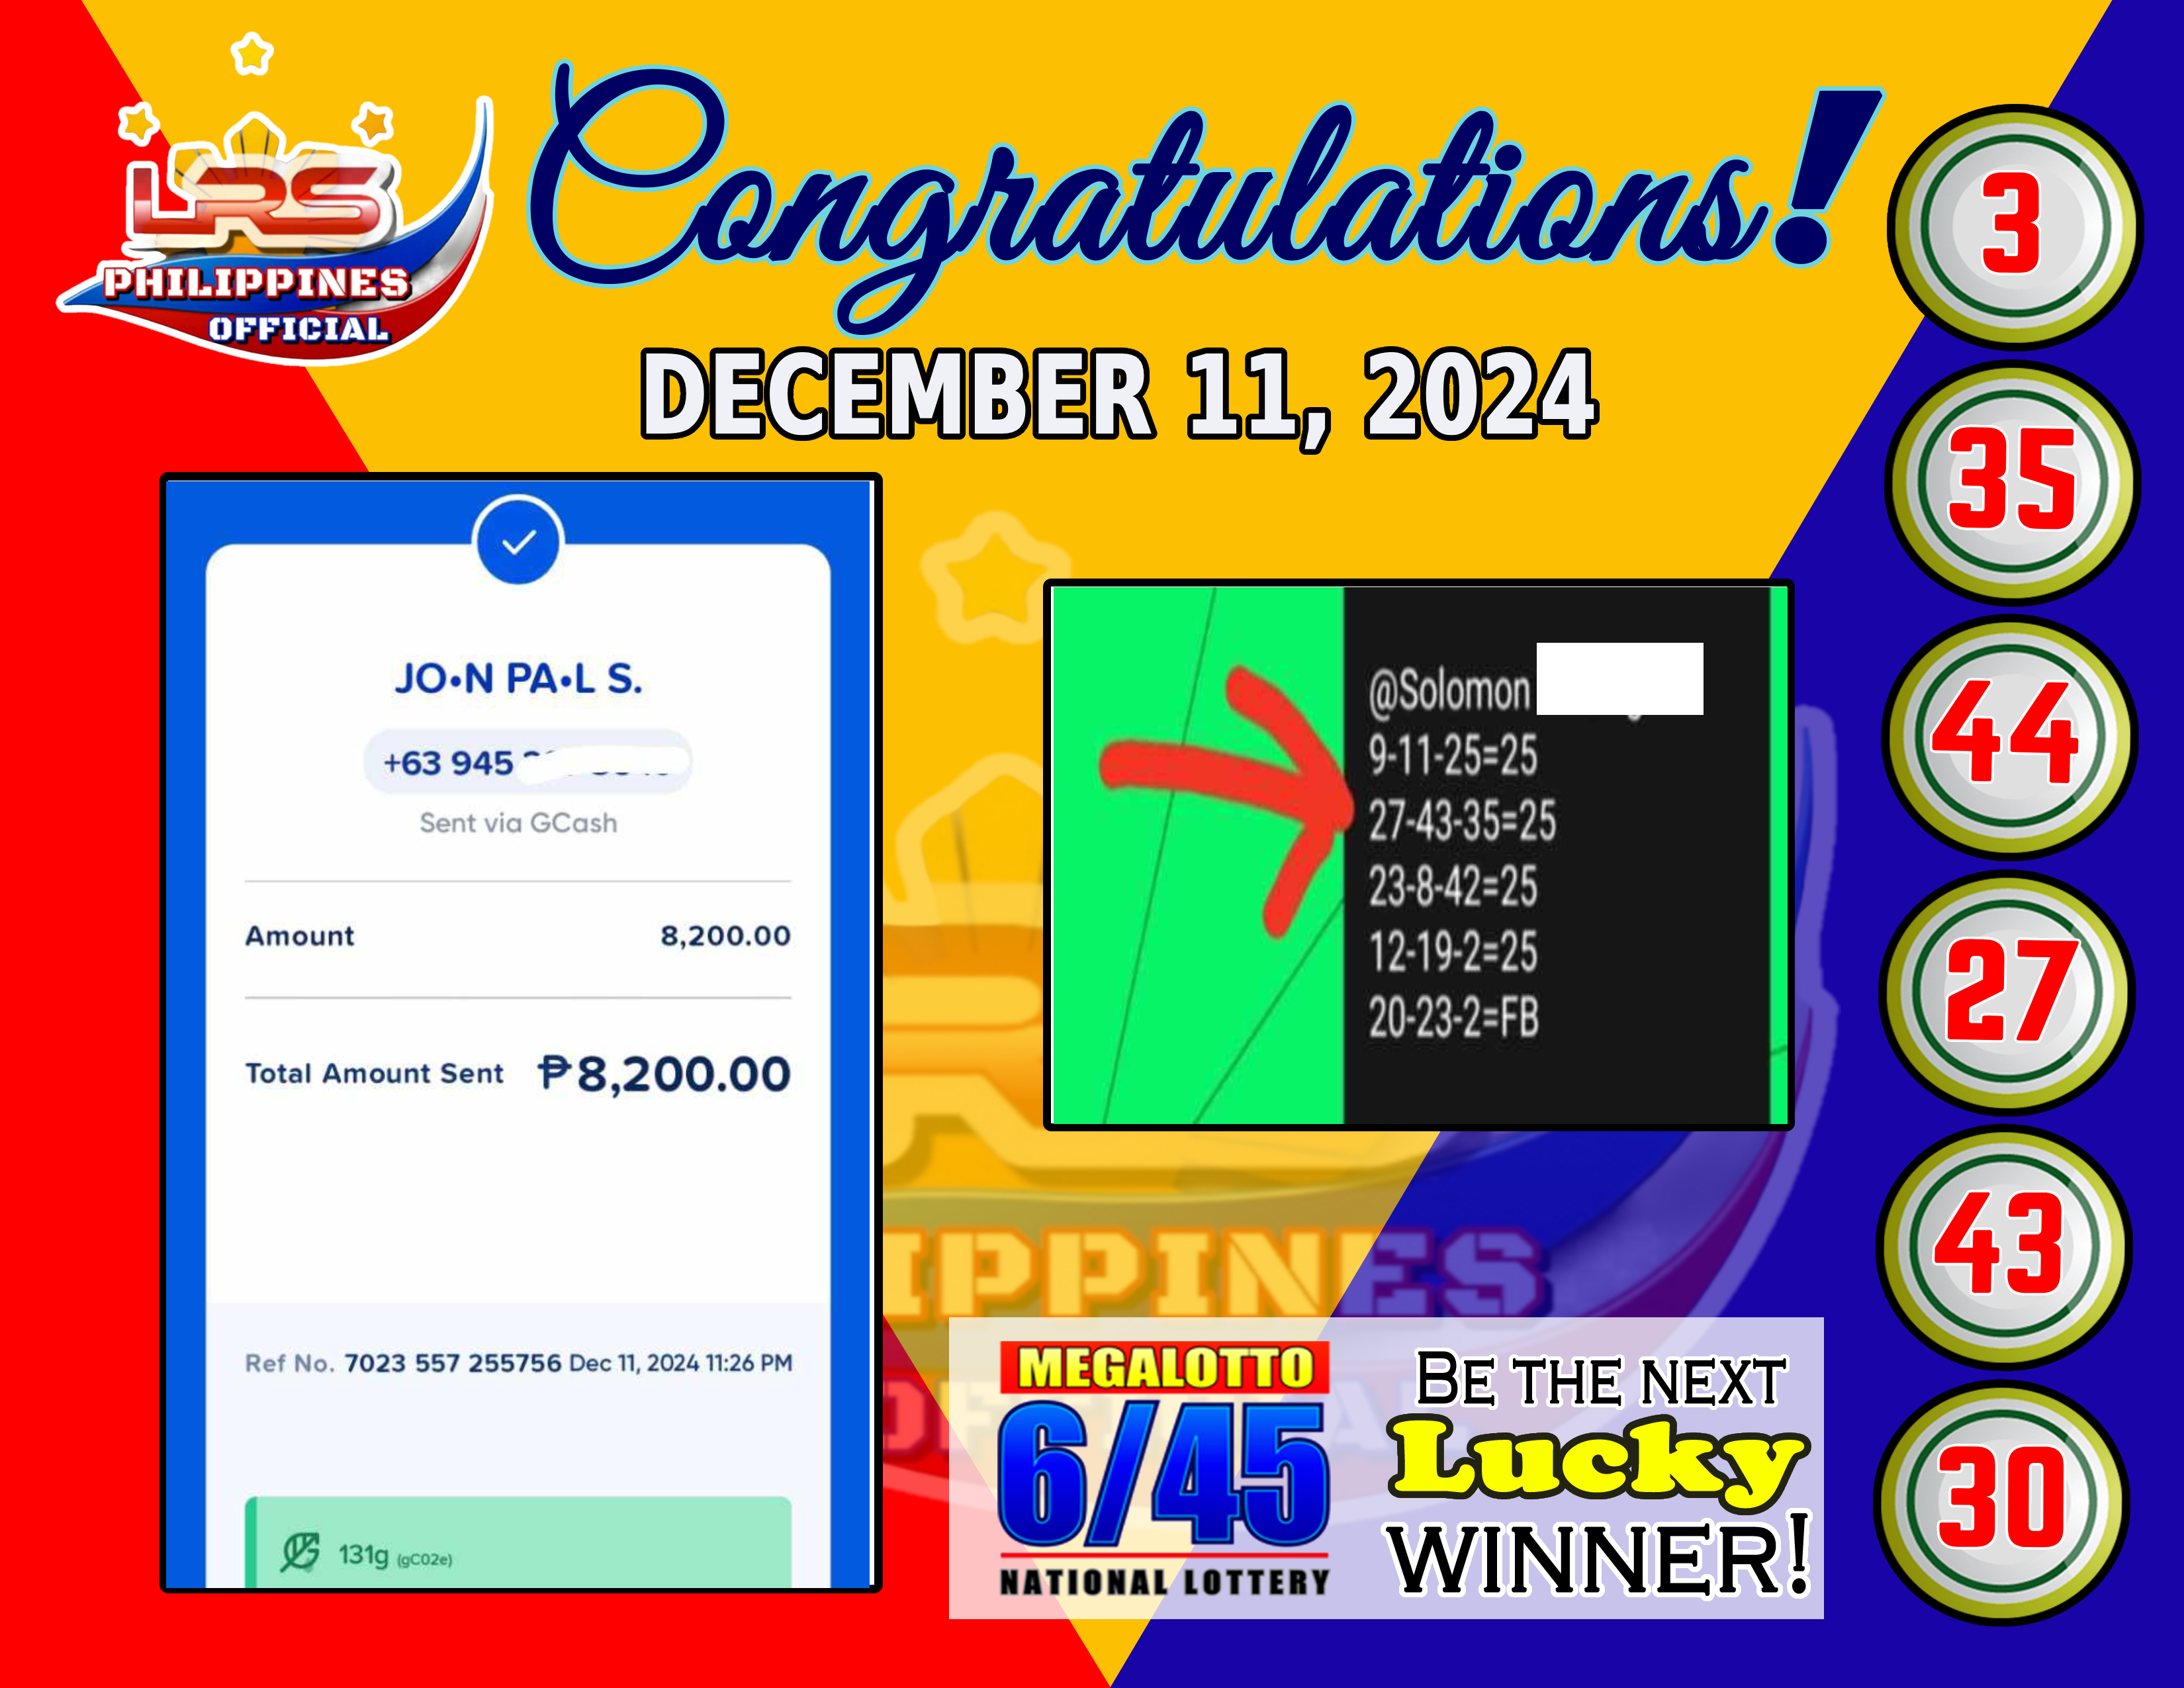 LRS
PHILIPPINES
OFFICIAL
Congratulations!
DECEMBER 11, 2024
JO•N PA•L S.
+63 945
Sent via GCash
Amount 8,200.00
Total Amount Sent ₱8,200.00
Ref No. 7023 557 255756 Dec 11, 2024 11:26 PM
131g (gC02e)
@Solomon
9-11-25=25
27-43-35=25
23-8-42=25
12-19-2=25
20-23-2=FB
MEGALOTTO
6/45
NATIONAL LOTTERY
BE THE NEXT
Lucky
WINNER!
3
35
44
27
43
30